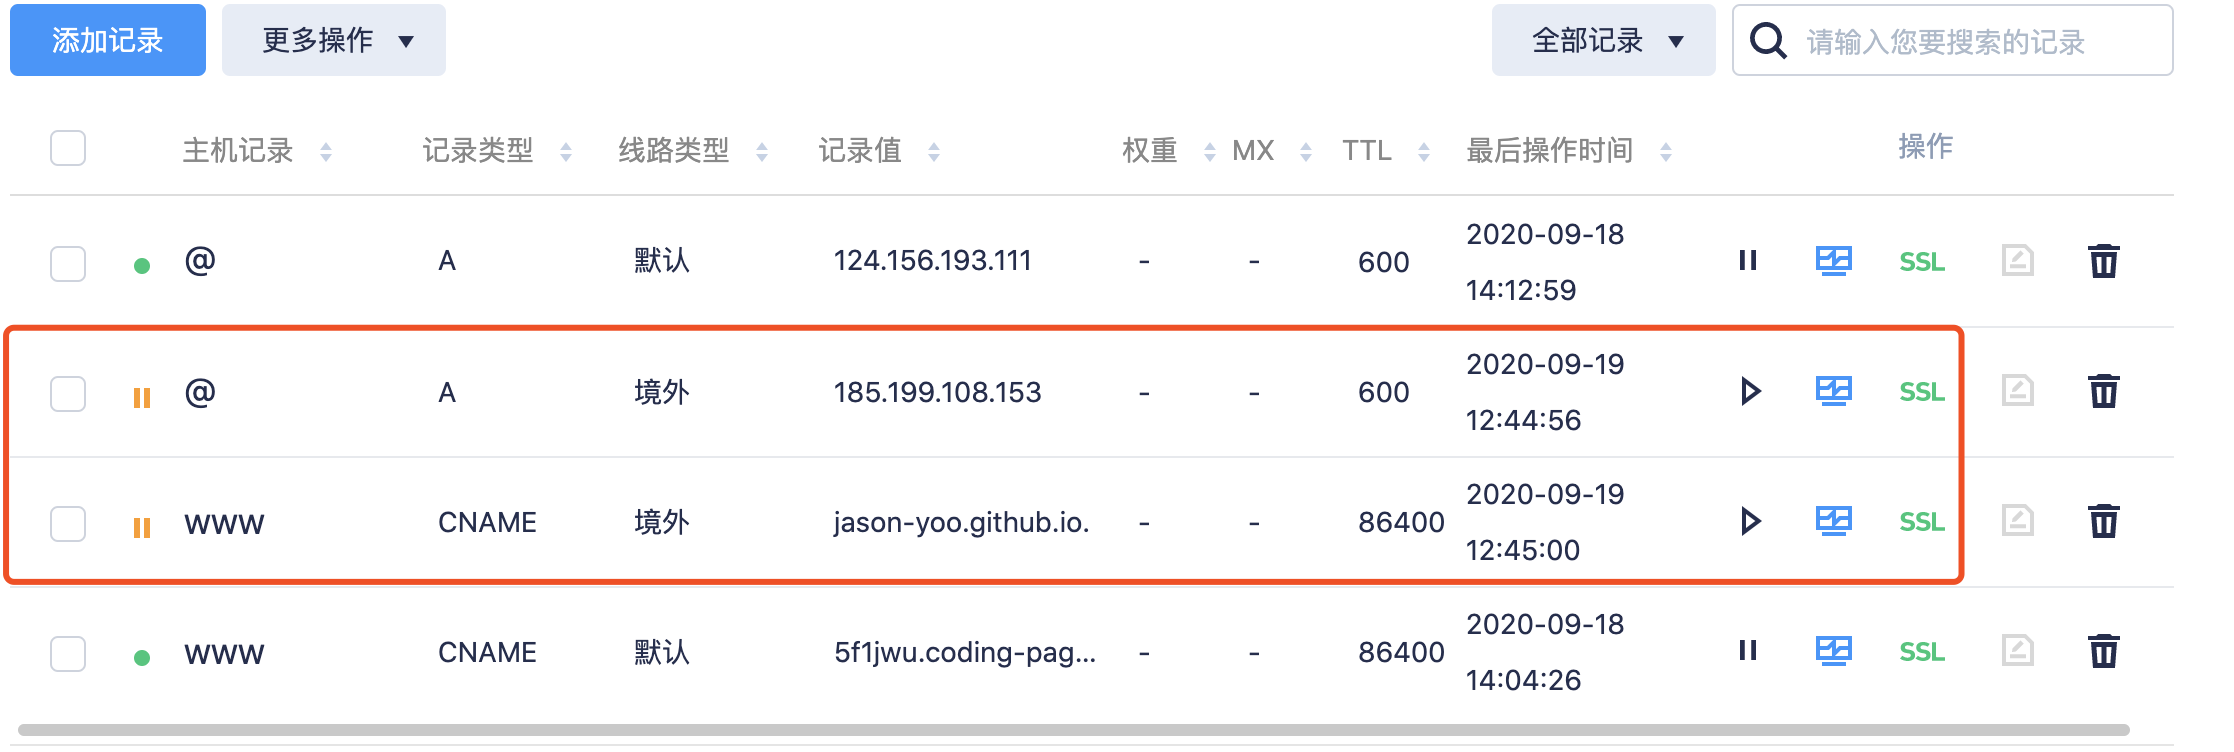 添加记录 更多操作 全部记录 请输入您要搜索的记录
主机记录 记录类型 线路类型 记录值 权重 MX TTL 最后操作时间 操作
@ A 默认 124.156.193.111 - - 600 2020-09-18 14:12:59 SSL
@ A 境外 185.199.108.153 - - 600 2020-09-19 12:44:56 SSL
www CNAME 境外 jason-yoo.github.io. - - 86400 2020-09-19 12:45:00 SSL
www CNAME 默认 5f1jwu.coding-pag... - - 86400 2020-09-18 14:04:26 SSL